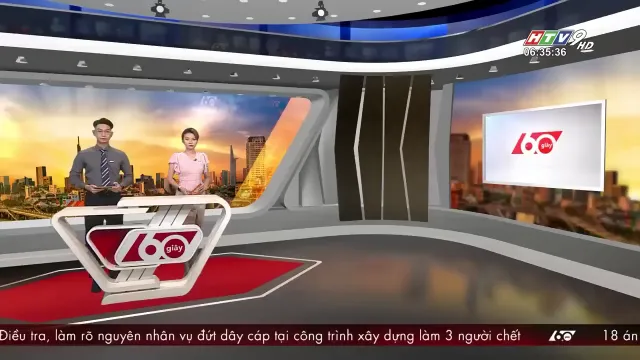 HTV9 HD
06:35:36
60 giây
60 giây
Điều tra, làm rõ nguyên nhân vụ đứt dây cáp tại công trình xây dựng làm 3 người chết
60 giây
18 án